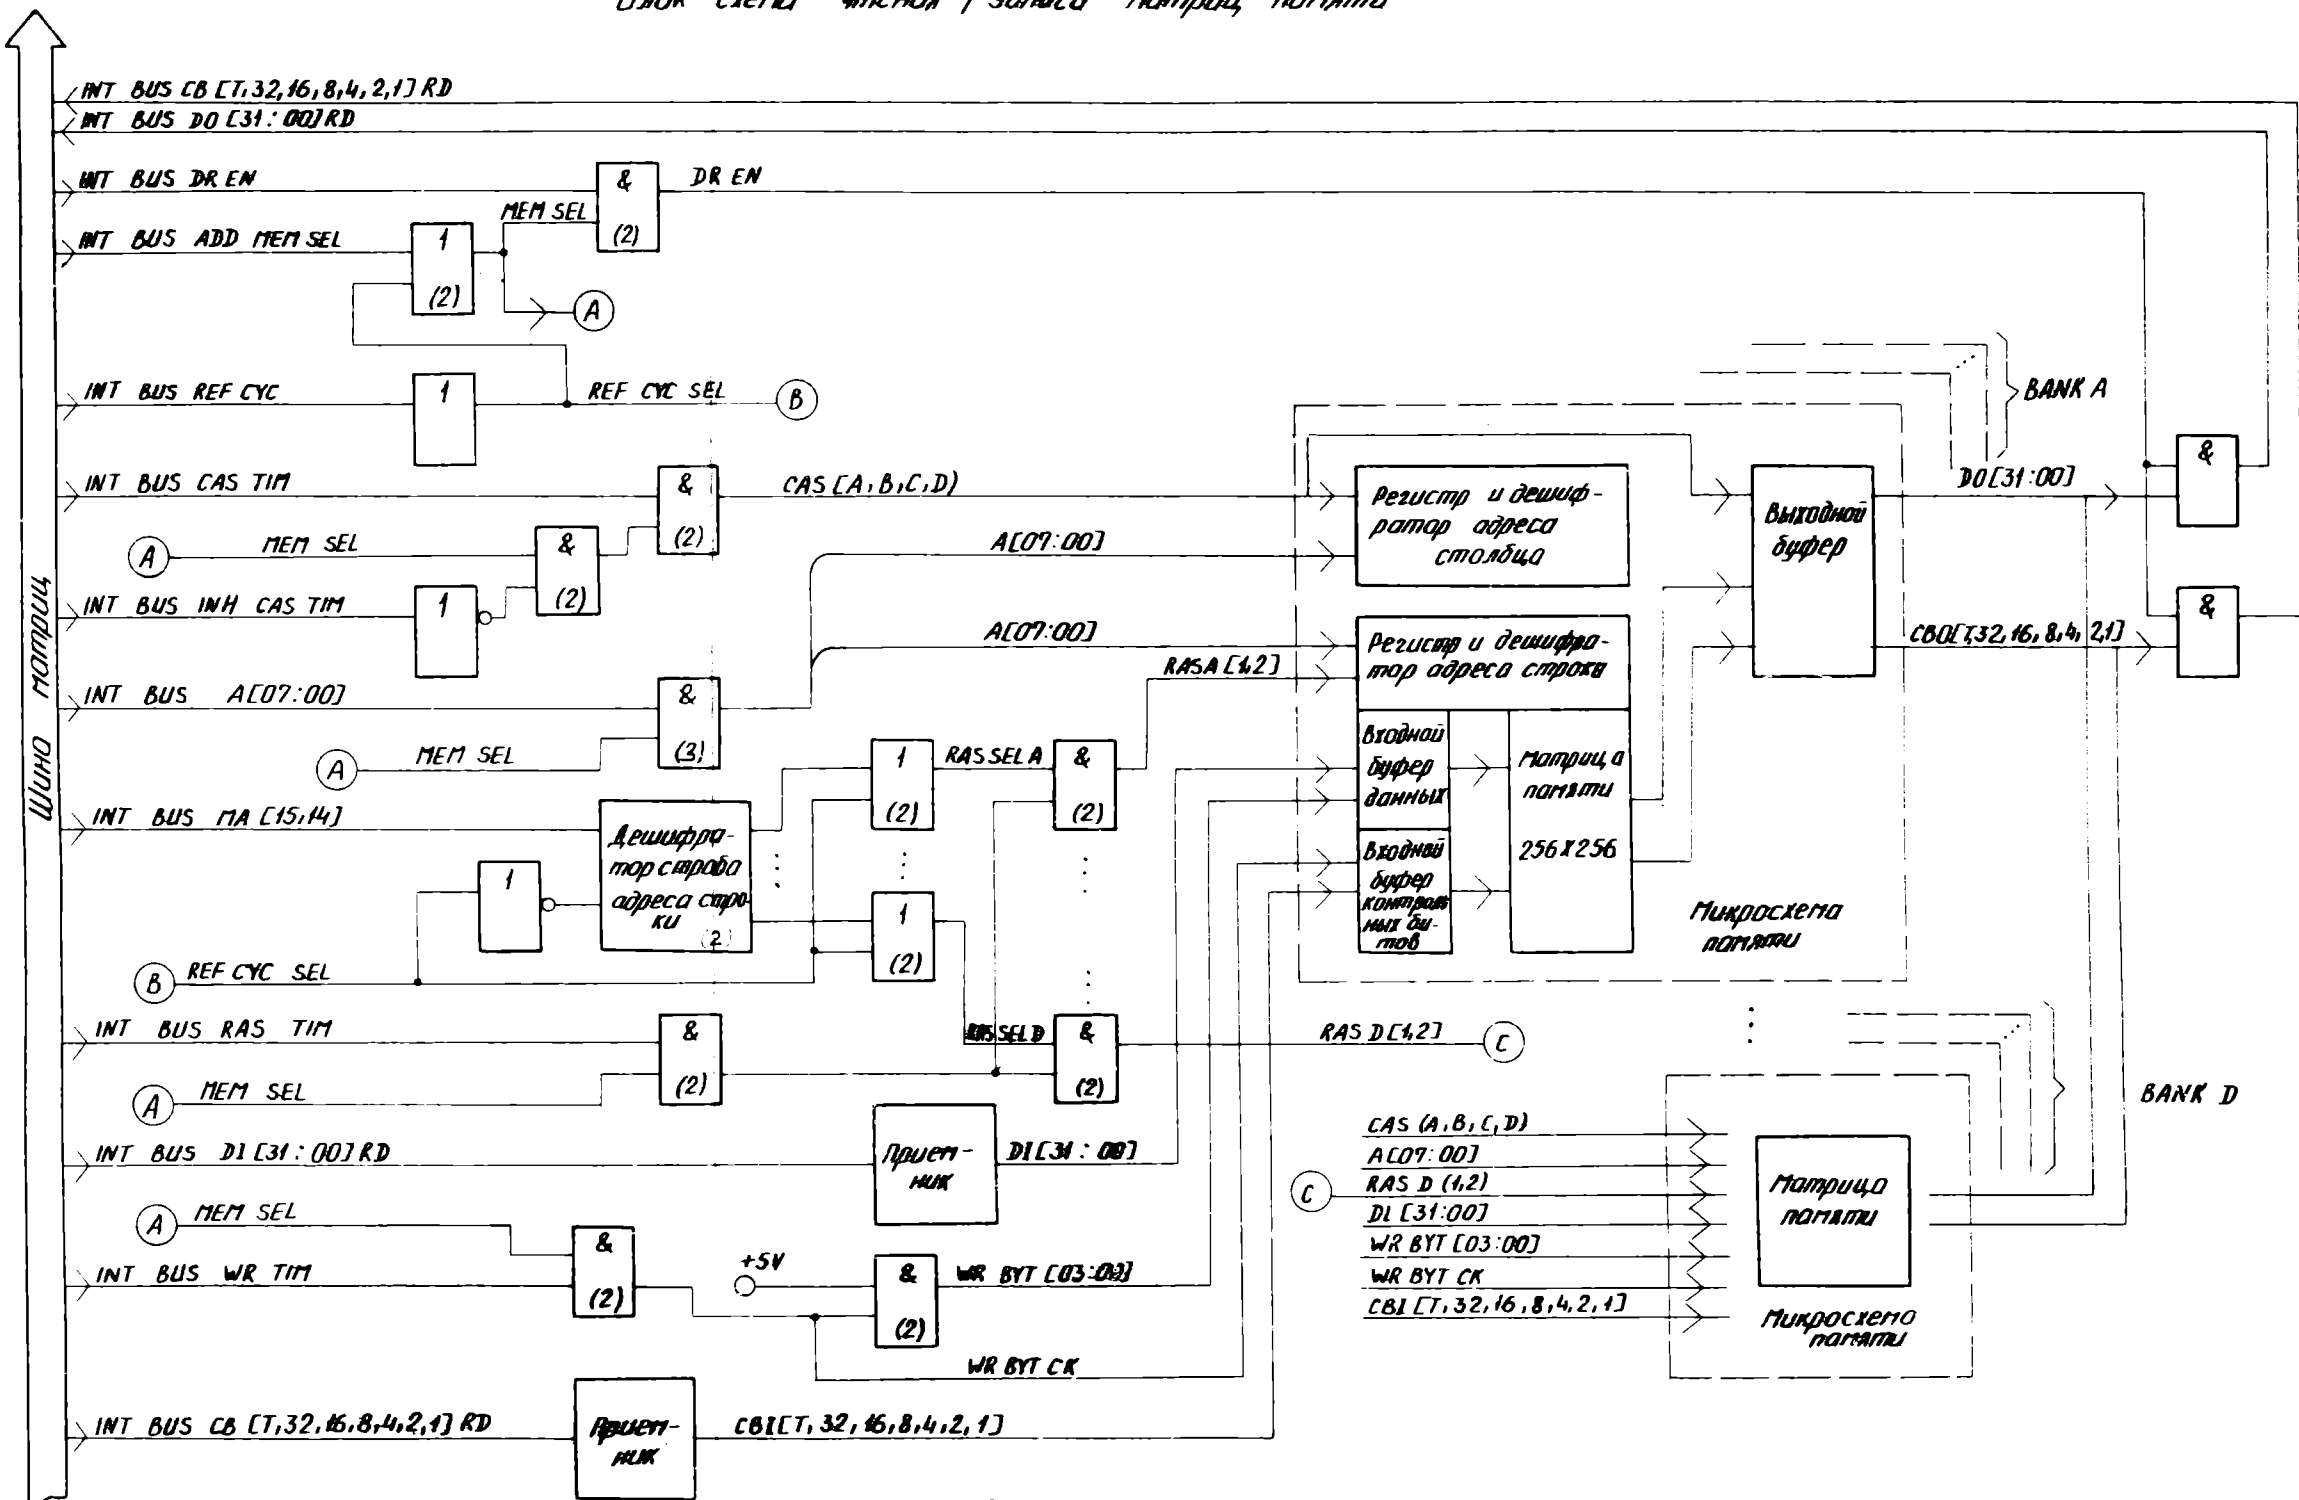 Блок схема чтения / записи матриц памяти
INT BUS CB [T,32,16,8,4,2,1] RD
INT BUS DO [31:00] RD
INT BUS DR EN
&
(2)
DR EN
MEM SEL
INT BUS ADD MEM SEL
1
(2)
A
INT BUS REF CYC
1
REF CYC SEL
B
BANK A
INT BUS CAS TIM
&
(2)
CAS (A,B,C,D)
A
MEM SEL
&
(2)
INT BUS INH CAS TIM
1
A[07:00]
Регистр и дешиф-
ратор адреса
столбца
Выходной
буфер
DO[31:00]
&
&
CBO[T,32,16,8,4,2,1]
A[07:00]
RASA [1,2]
Регистр и дешифра-
тор адреса строки
INT BUS A[07:00]
&
(3)
A
MEM SEL
Шина матриц
INT BUS MA [15,14]
Дешифра-
тор строба
адреса стро-
ки
(2)
1
1
(2)
RAS SEL A
&
(2)
1
(2)
Входной
буфер
данных
Матрица
памяти
256X256
Входной
буфер
контроль
ных би-
тов
Микросхема
памяти
B
REF CYC SEL
INT BUS RAS TIM
&
(2)
A
MEM SEL
RAS SEL D
&
(2)
RAS D [1,2]
C
BANK D
INT BUS DI [31:00] RD
Прием-
ник
DI [31:00]
A
MEM SEL
INT BUS WR TIM
&
(2)
+5V
&
(2)
WR BYT [03:00]
WR BYT CK
INT BUS CB [T,32,16,8,4,2,1] RD
Прием-
ник
CBI[T,32,16,8,4,2,1]
CAS (A,B,C,D)
A[07:00]
C
RAS D (1,2)
DI [31:00]
WR BYT [03:00]
WR BYT CK
CBI [T,32,16,8,4,2,1]
Матрица
памяти
Микросхема
памяти